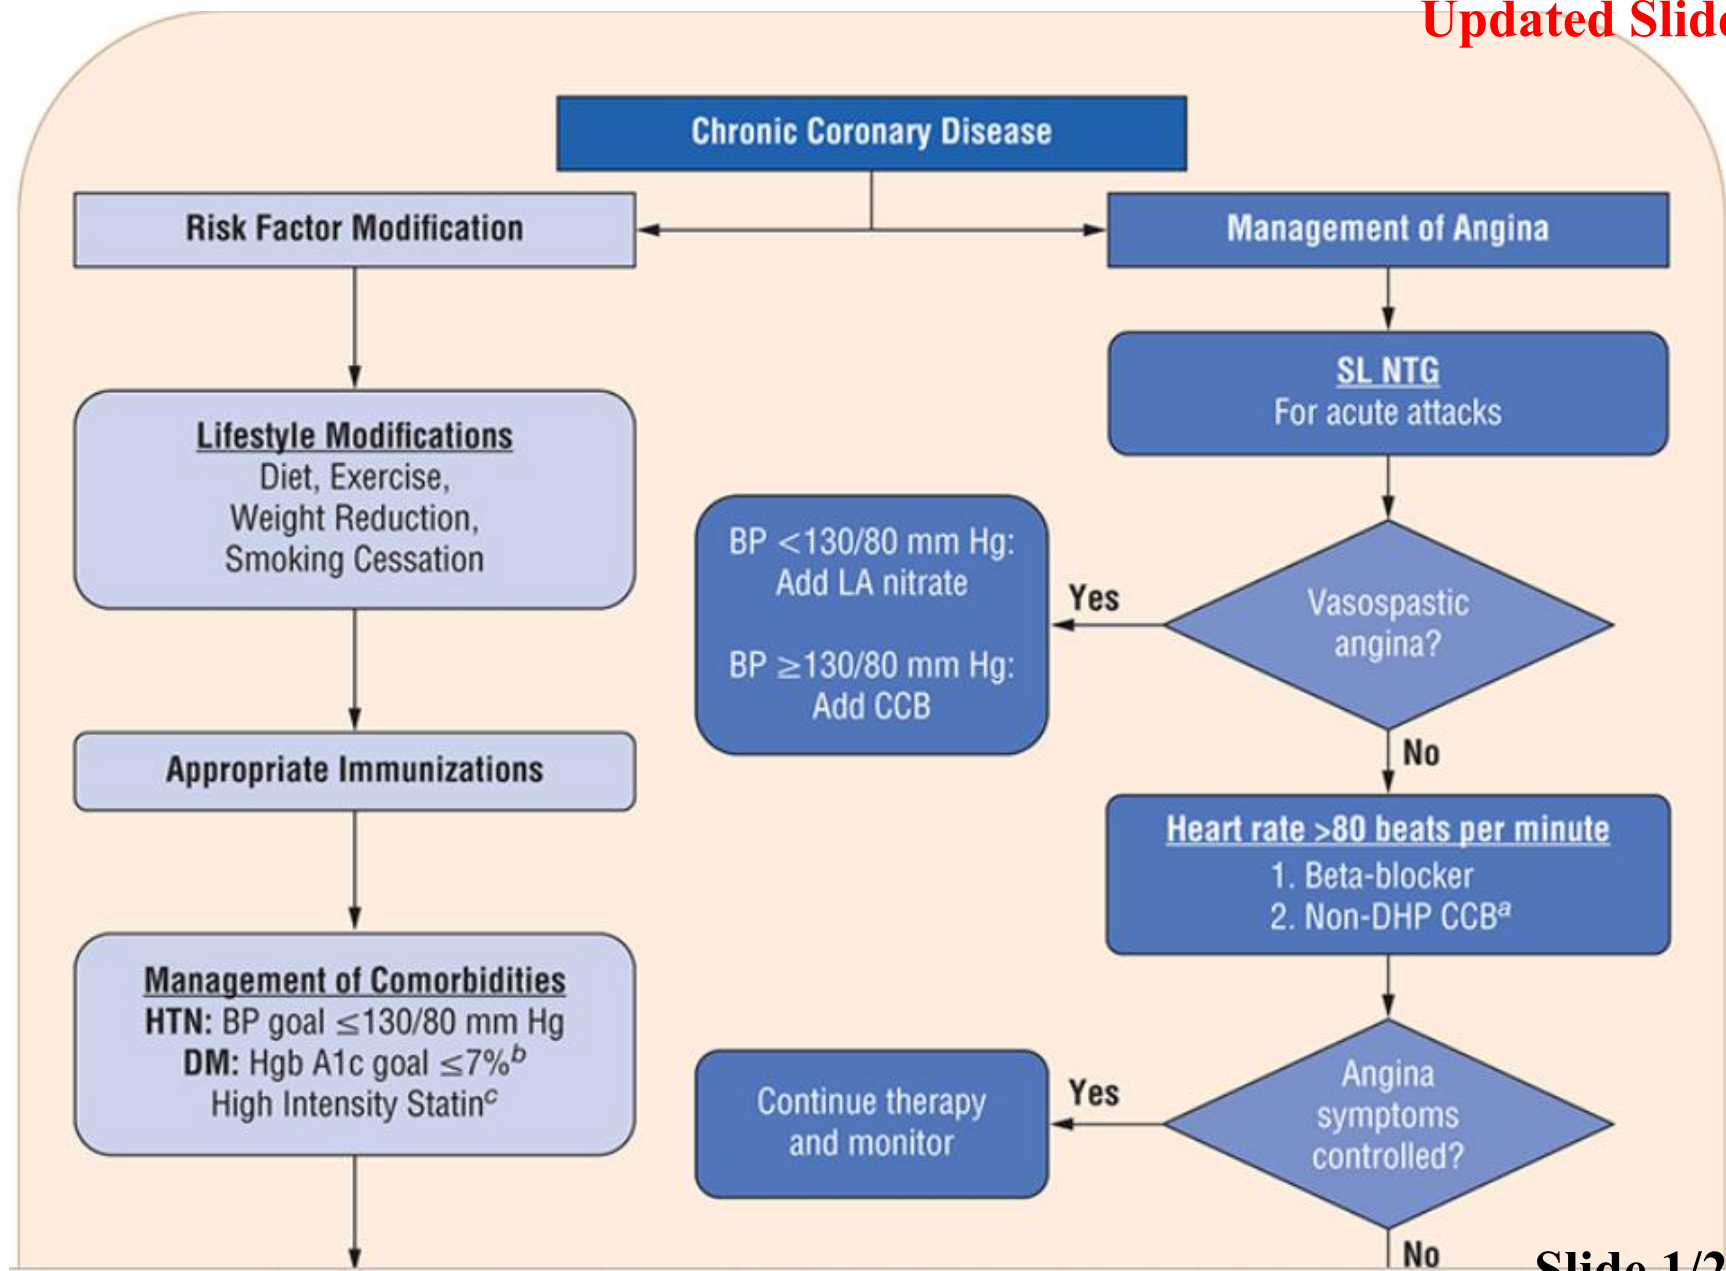 Updated Slide
Chronic Coronary Disease
Risk Factor Modification
Management of Angina
Lifestyle Modifications
Diet, Exercise,
Weight Reduction,
Smoking Cessation
Appropriate Immunizations
Management of Comorbidities
HTN: BP goal ≤130/80 mm Hg
DM: Hgb A1c goal ≤7%b
High Intensity Statinc
SL NTG
For acute attacks
Vasospastic
angina?
Yes
BP <130/80 mm Hg:
Add LA nitrate
BP ≥130/80 mm Hg:
Add CCB
No
Heart rate >80 beats per minute
1. Beta-blocker
2. Non-DHP CCBa
Angina
symptoms
controlled?
Yes
Continue therapy
and monitor
No
Slide 1/2